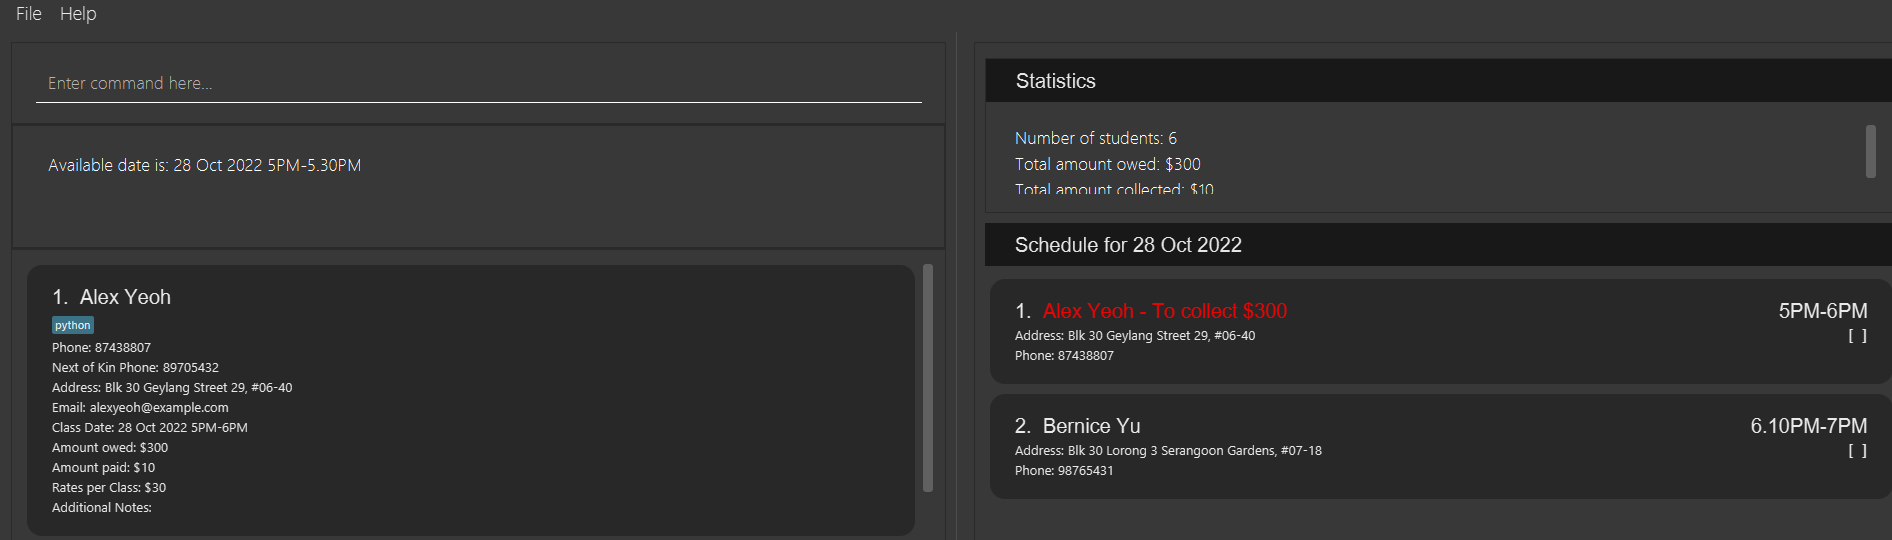 File Help
Enter command here...
Available date is: 28 Oct 2022 5PM-5.30PM
1. Alex Yeoh
python
Phone: 87438807
Next of Kin Phone: 89705432
Address: Blk 30 Geylang Street 29, #06-40
Email: alexyeoh@example.com
Class Date: 28 Oct 2022 5PM-6PM
Amount owed: $300
Amount paid: $10
Rates per Class: $30
Additional Notes:
Statistics
Number of students: 6
Total amount owed: $300
Total amount collected: $10
Schedule for 28 Oct 2022
1. Alex Yeoh - To collect $300 5PM-6PM
Address: Blk 30 Geylang Street 29, #06-40 [ ]
Phone: 87438807
2. Bernice Yu 6.10PM-7PM
Address: Blk 30 Lorong 3 Serangoon Gardens, #07-18 [ ]
Phone: 98765431